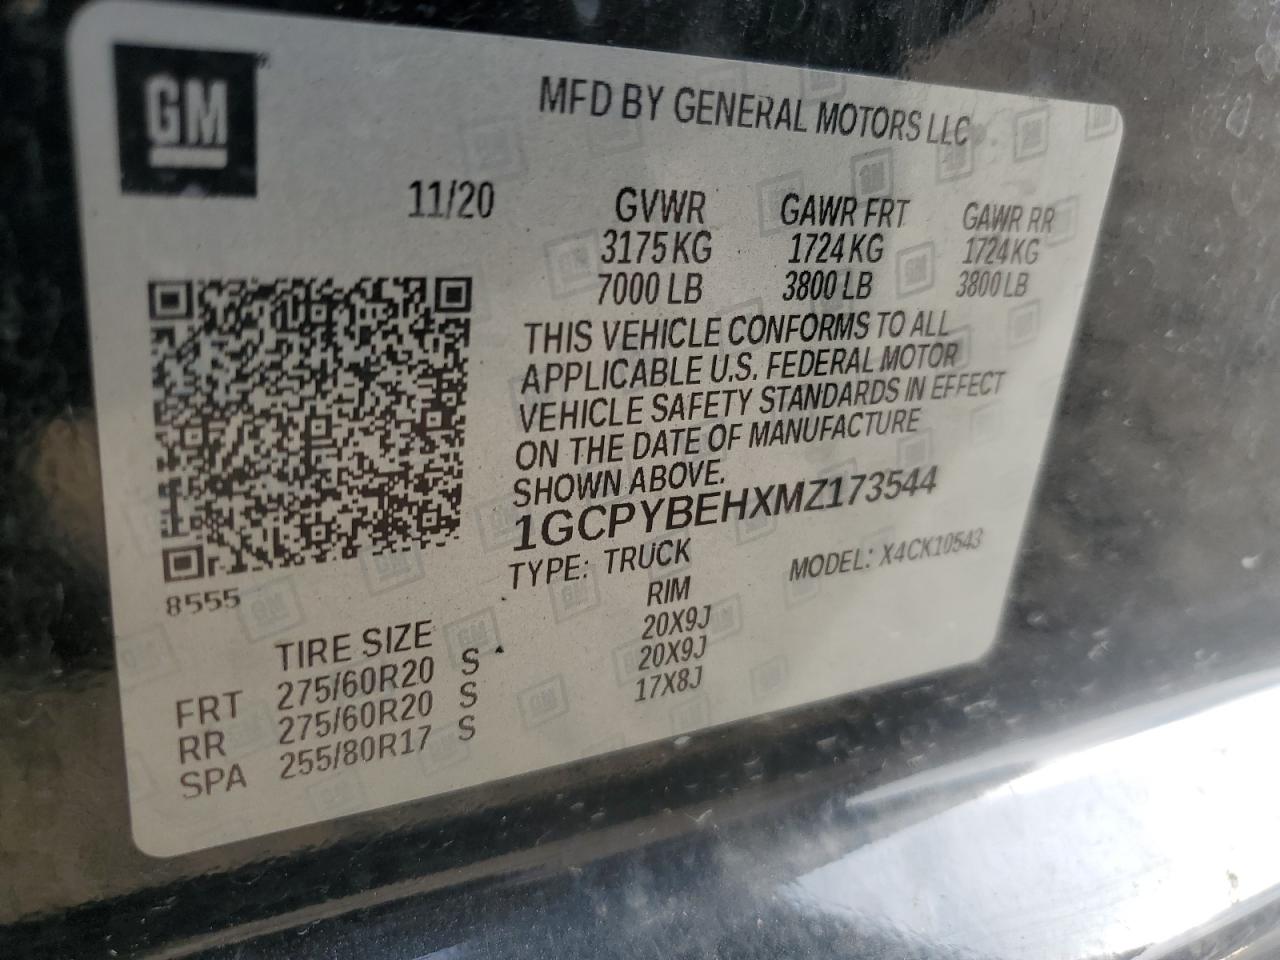 GM
MFD BY GENERAL MOTORS LLC
11/20 GVWR GAWR FRT GAWR RR
3175 KG 1724 KG 1724 KG
7000 LB 3800 LB 3800 LB
THIS VEHICLE CONFORMS TO ALL
APPLICABLE U.S. FEDERAL MOTOR
VEHICLE SAFETY STANDARDS IN EFFECT
ON THE DATE OF MANUFACTURE
SHOWN ABOVE.
1GCPYBEHXMZ173544
TYPE: TRUCK MODEL: X4CK10543
8555
TIRE SIZE RIM
FRT 275/60R20 S 20X9J
RR 275/60R20 S 20X9J
SPA 255/80R17 S 17X8J